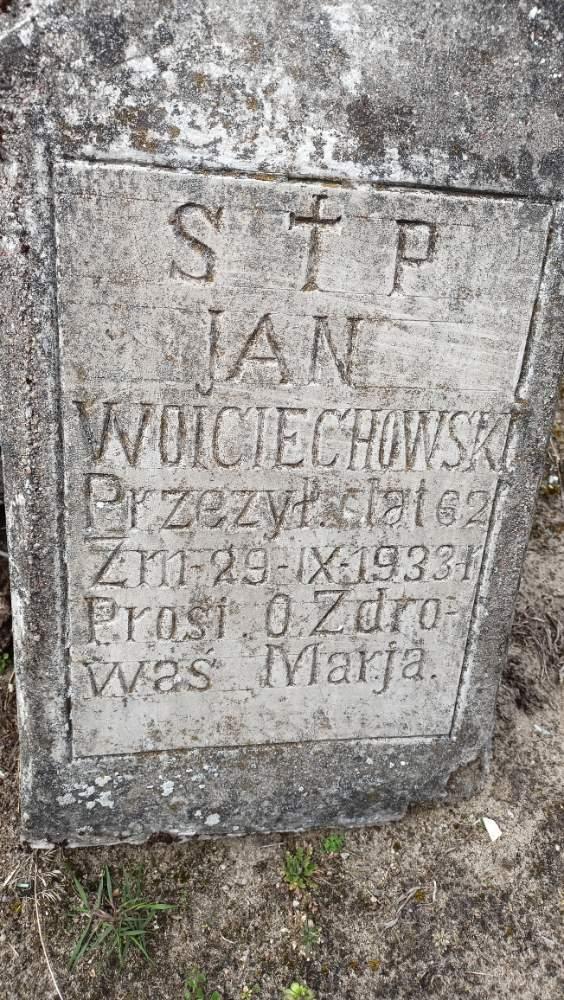 S † P
JAN
WOICIECHOWSKI
Przezył. lat 62
Zm 29-IX-1933 r
Prosi O Zdro-
waś Marja.